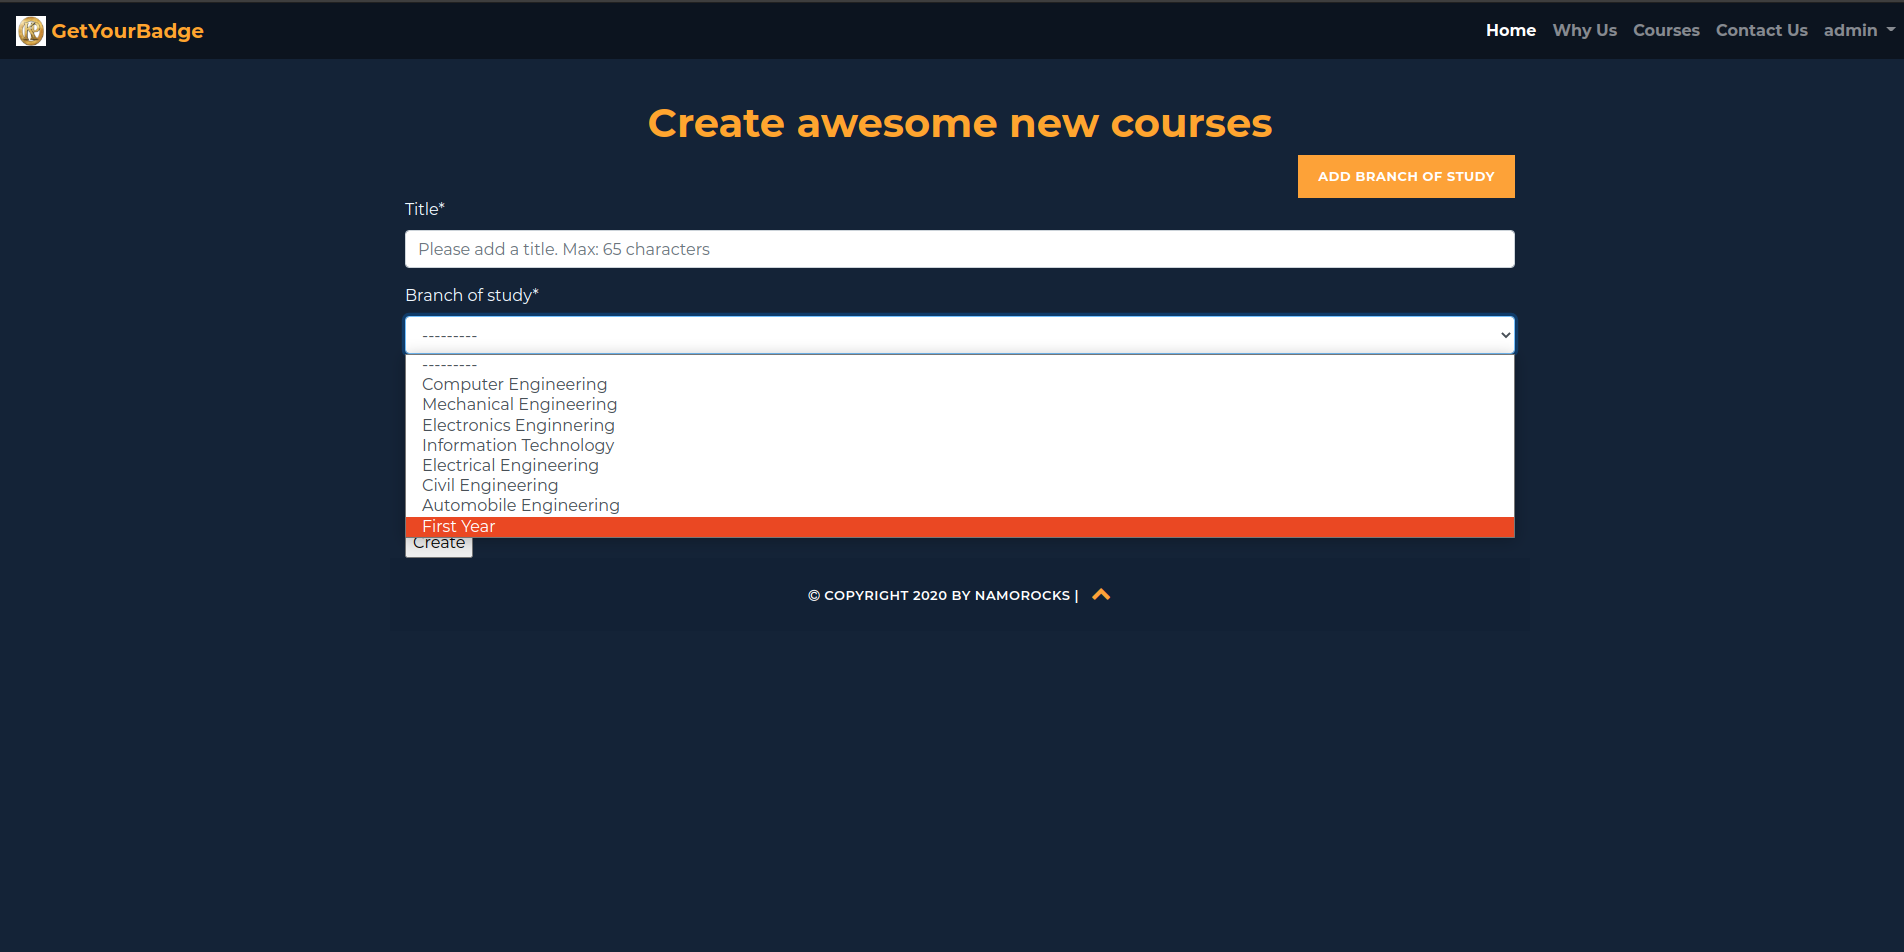 GetYourBadge
Home Why Us Courses Contact Us admin
Create awesome new courses
ADD BRANCH OF STUDY
Title*
Please add a title. Max: 65 characters
Branch of study*
---------
---------
Computer Engineering
Mechanical Engineering
Electronics Enginnering
Information Technology
Electrical Engineering
Civil Engineering
Automobile Engineering
First Year
Create
© COPYRIGHT 2020 BY NAMOROCKS |